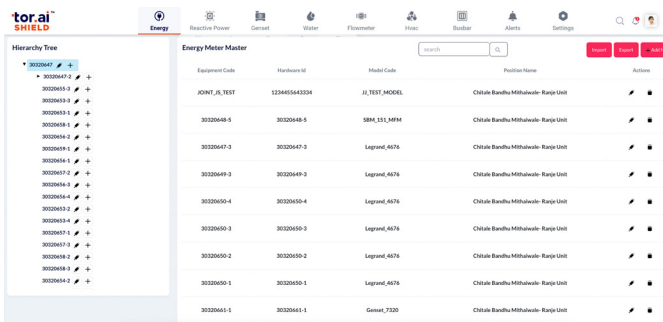 tor.ai
SHIELD
Energy
Reactive Power
Genset
Water
Flowmeter
Hvac
Busbar
Alerts
Settings
Hierarchy Tree
30320647
30320647-2
30320655-3
30320653-3
30320653-1
30320658-1
30320656-2
30320659-1
30320656-1
30320657-2
30320656-3
30320656-4
30320653-2
30320653-4
30320657-1
30320657-3
30320658-2
30320658-3
30320654-2
Energy Meter Master
search
Import
Export
Equipment Code Hardware Id Model Code Position Name Actions
JOINT_JS_TEST 1234455643334 JJ_TEST_MODEL Chitale Bandhu Mithaiwale- Ranje Unit
30320648-5 30320648-5 SBM_151_MFM Chitale Bandhu Mithaiwale- Ranje Unit
30320647-3 30320647-3 Legrand_4676 Chitale Bandhu Mithaiwale- Ranje Unit
30320649-3 30320649-3 Legrand_4676 Chitale Bandhu Mithaiwale- Ranje Unit
30320650-4 30320650-4 Legrand_4676 Chitale Bandhu Mithaiwale- Ranje Unit
30320650-3 30320650-3 Legrand_4676 Chitale Bandhu Mithaiwale- Ranje Unit
30320650-2 30320650-2 Legrand_4676 Chitale Bandhu Mithaiwale- Ranje Unit
30320650-1 30320650-1 Legrand_4676 Chitale Bandhu Mithaiwale- Ranje Unit
30320661-1 30320661-1 Genset_7320 Chitale Bandhu Mithaiwale- Ranje Unit